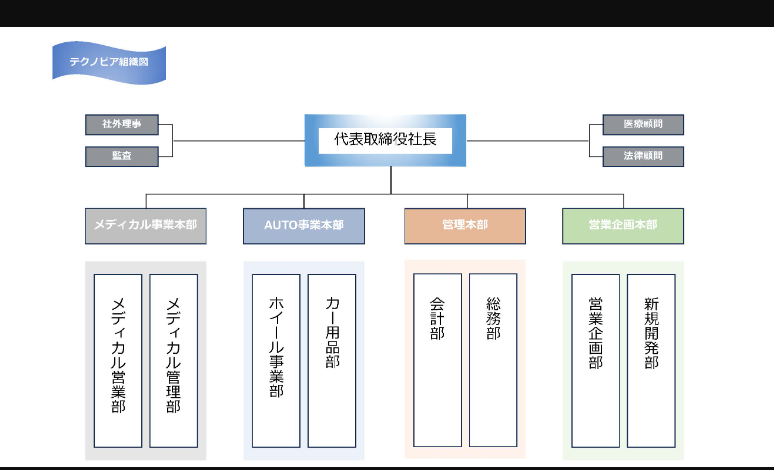 テクノピア組織図
社外理事
監査
代表取締役社長
医療顧問
法律顧問
メディカル事業本部
AUTO事業本部
管理本部
営業企画本部
メディカル営業部
メディカル管理部
ホイール事業部
カー用品部
会計部
総務部
営業企画部
新規開発部